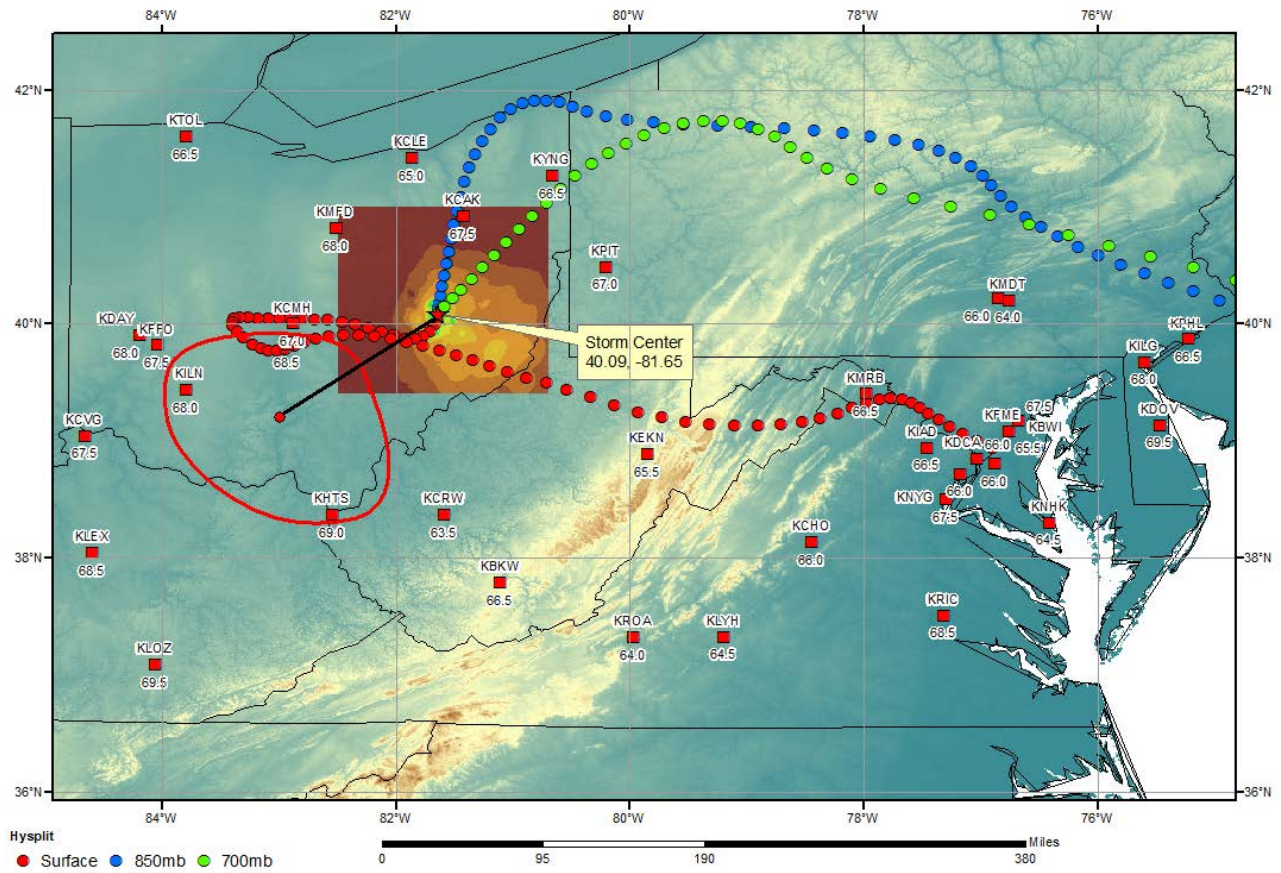 84°W 82°W 80°W 78°W 76°W
42°N 42°N
KTOL
66.5
KCLE
65.0
KYNG
66.5
KCAK
67.5
KMFD
68.0
KPIT
67.0
KMDT
66.0 64.0
40°N 40°N
KDAY
68.0
KFFO
67.5
KCMH
67.0
68.5
Storm Center
40.09, -81.65
KPHL
66.5
KILG
68.0
KILN
68.0
KMRB
66.5
KDOV
69.5
KCVG
67.5
KEKN
65.5
KIAD
66.5
KDCA
66.0
KFME
66.0
67.5
KBWI
65.5
66.0
KNYG
67.5
KNHK
64.5
KHTS
69.0
KCRW
63.5
KCHO
66.0
KLEX
68.5
38°N 38°N
KBKW
66.5
KRIC
68.5
KROA
64.0
KLYH
64.5
KLOZ
69.5
36°N 36°N
84°W 82°W 80°W 78°W 76°W
Hysplit
Surface 850mb 700mb
Miles
0 95 190 380